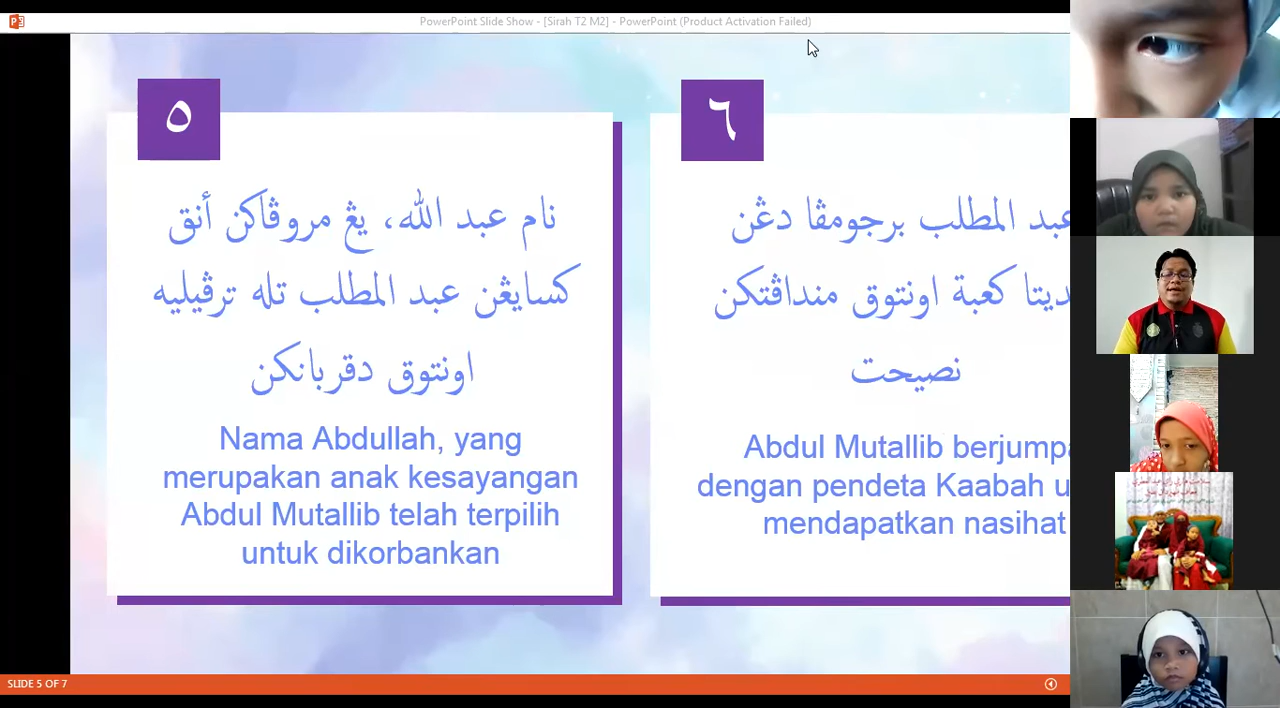 PowerPoint Slide Show - [Sirah T2 M2] - PowerPoint (Product Activation Failed)
٥
نام عبد الله، يڠ مروڤاكن أنق
كسايڠن عبد المطلب تله ترڤيليه
اونتوق دقربانكن
Nama Abdullah, yang
merupakan anak kesayangan
Abdul Mutallib telah terpilih
untuk dikorbankan
٦
عبد المطلب برجومڤا دڠن
ديتا كعبة اونتوق منداڤتكن
نصيحت
Abdul Mutallib berjumpa
dengan pendeta Kaabah u
mendapatkan nasihat
SLIDE 5 OF 7